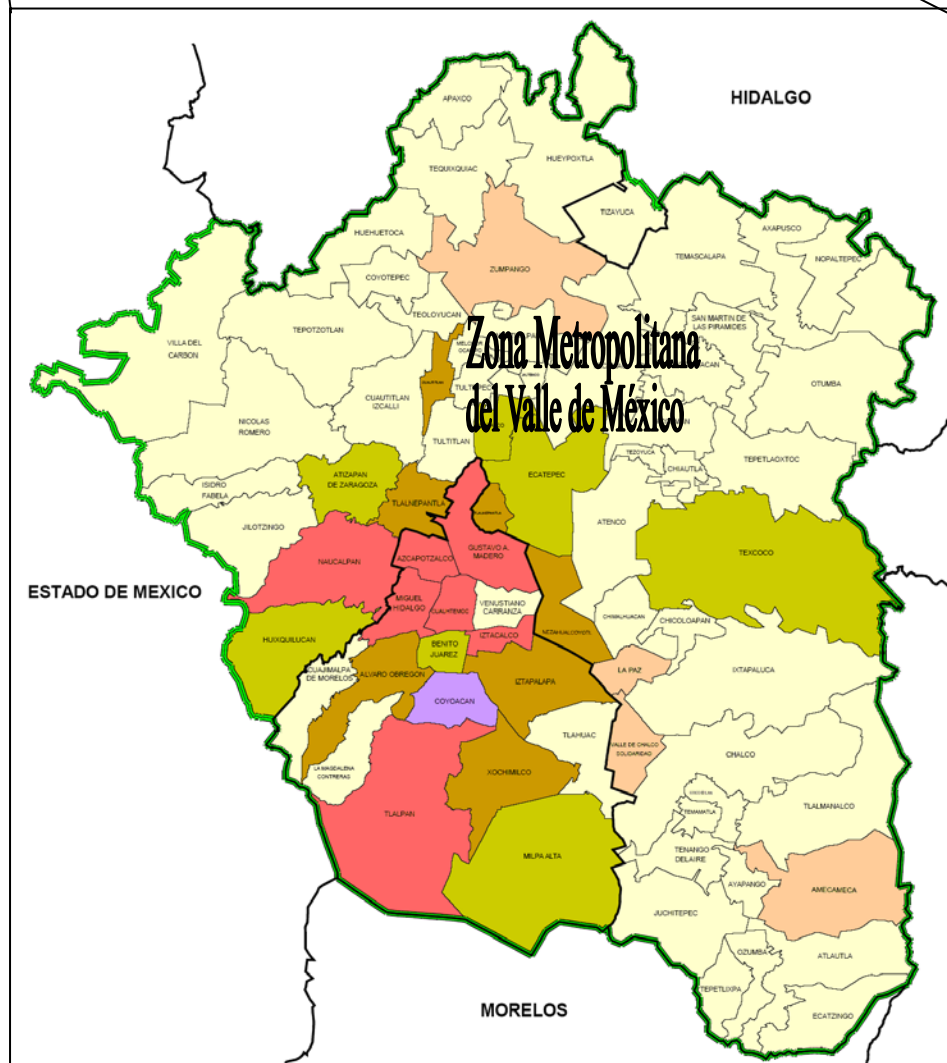 HIDALGO
APAXCO
HUEYPOXTLA
TEQUIXQUIAC
TIZAYUCA
AXAPUSCO
HUEHUETOCA
NOPALTEPEC
TEMASCALAPA
ZUMPANGO
COYOTEPEC
TEOLOYUCAN
SAN MARTIN DE
LAS PIRAMIDES
TEPOTZOTLAN
VILLA DEL
CARBON
Zona Metropolitana
del Valle de México
OTUMBA
CUAUTITLAN
IZCALLI
NICOLAS
ROMERO
TULTITLAN
TEZOYUCA
TEPETLAOXTOC
CHIAUTLA
ATIZAPAN
DE ZARAGOZA
ECATEPEC
ISIDRO
FABELA
TLALNEPANTLA
JILOTZINGO
ATENCO
GUSTAVO A.
MADERO
TEXCOCO
NAUCALPAN
AZCAPOTZALCO
ESTADO DE MEXICO
MIGUEL
HIDALGO
CUAUHTEMOC
VENUSTIANO
CARRANZA
CHIMALHUACAN
CHICOLOAPAN
NEZAHUALCOYOTL
HUIXQUILUCAN
IZTACALCO
BENITO
JUAREZ
CUAJIMALPA
DE MORELOS
ALVARO OBREGON
IZTAPALAPA
LA PAZ
IXTAPALUCA
COYOACAN
TLAHUAC
VALLE DE CHALCO
SOLIDARIDAD
CHALCO
LA MAGDALENA
CONTRERAS
XOCHIMILCO
TLALPAN
TLALMANALCO
TEMAMATLA
MILPA ALTA
TENANGO
DELAIRE
AYAPANGO
AMECAMECA
JUCHITEPEC
OZUMBA
ATLAUTLA
TEPETLIXPA
MORELOS
ECATZINGO